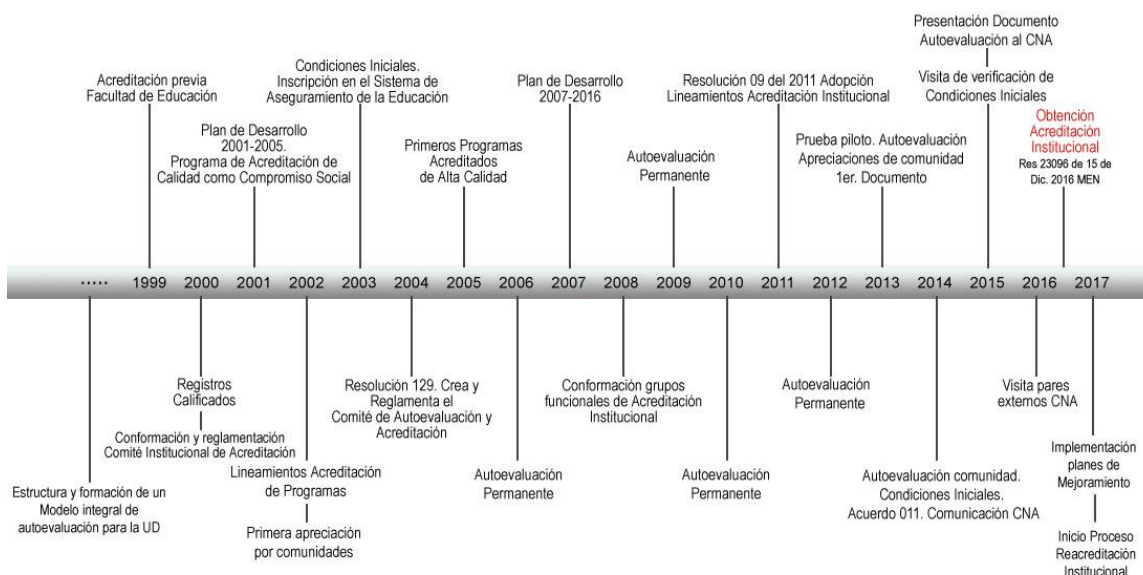 Acreditación previa
Facultad de Educación
Plan de Desarrollo
2001-2005.
Programa de Acreditación de
Calidad como Compromiso Social
Condiciones Iniciales.
Inscripción en el Sistema de
Aseguramiento de la Educación
Primeros Programas
Acreditados
de Alta Calidad
Plan de Desarrollo
2007-2016
Autoevaluación
Permanente
Resolución 09 del 2011 Adopción
Lineamientos Acreditación Institucional
Prueba piloto. Autoevaluación
Apreciaciones de comunidad
1er. Documento
Presentación Documento
Autoevaluación al CNA
Visita de verificación de
Condiciones Iniciales
Obtención
Acreditación
Institucional
Res 23096 de 15 de
Dic. 2016 MEN
..... 1999 2000 2001 2002 2003 2004 2005 2006 2007 2008 2009 2010 2011 2012 2013 2014 2015 2016 2017
Estructura y formación de un
Modelo integral de
autoevaluación para la UD
Registros
Calificados
Conformación y reglamentación
Comité Institucional de Acreditación
Lineamientos Acreditación
de Programas
Primera apreciación
por comunidades
Resolución 129. Crea y
Reglamenta el
Comité de Autoevaluación y
Acreditación
Autoevaluación
Permanente
Conformación grupos
funcionales de Acreditación
Institucional
Autoevaluación
Permanente
Autoevaluación
Permanente
Autoevaluación comunidad.
Condiciones Iniciales.
Acuerdo 011. Comunicación CNA
Visita pares
externos CNA
Implementación
planes de
Mejoramiento
Inicio Proceso
Reacreditación
Institucional